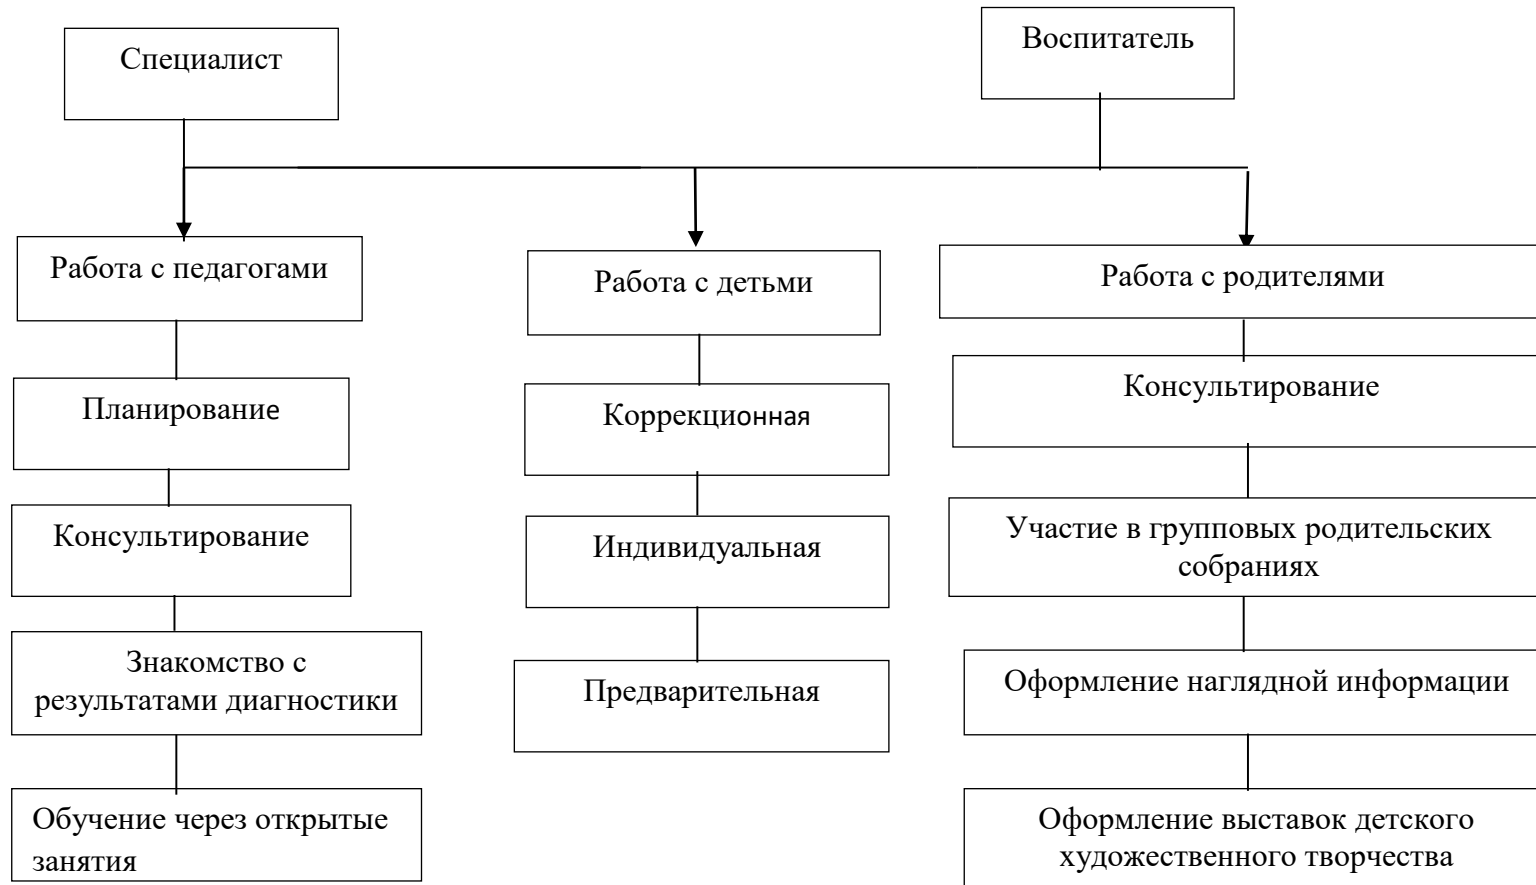 Специалист
Воспитатель
Работа с педагогами
Планирование
Консультирование
Знакомство с
результатами диагностики
Обучение через открытые
занятия
Работа с детьми
Коррекционная
Индивидуальная
Предварительная
Работа с родителями
Консультирование
Участие в групповых родительских
собраниях
Оформление наглядной информации
Оформление выставок детского
художественного творчества